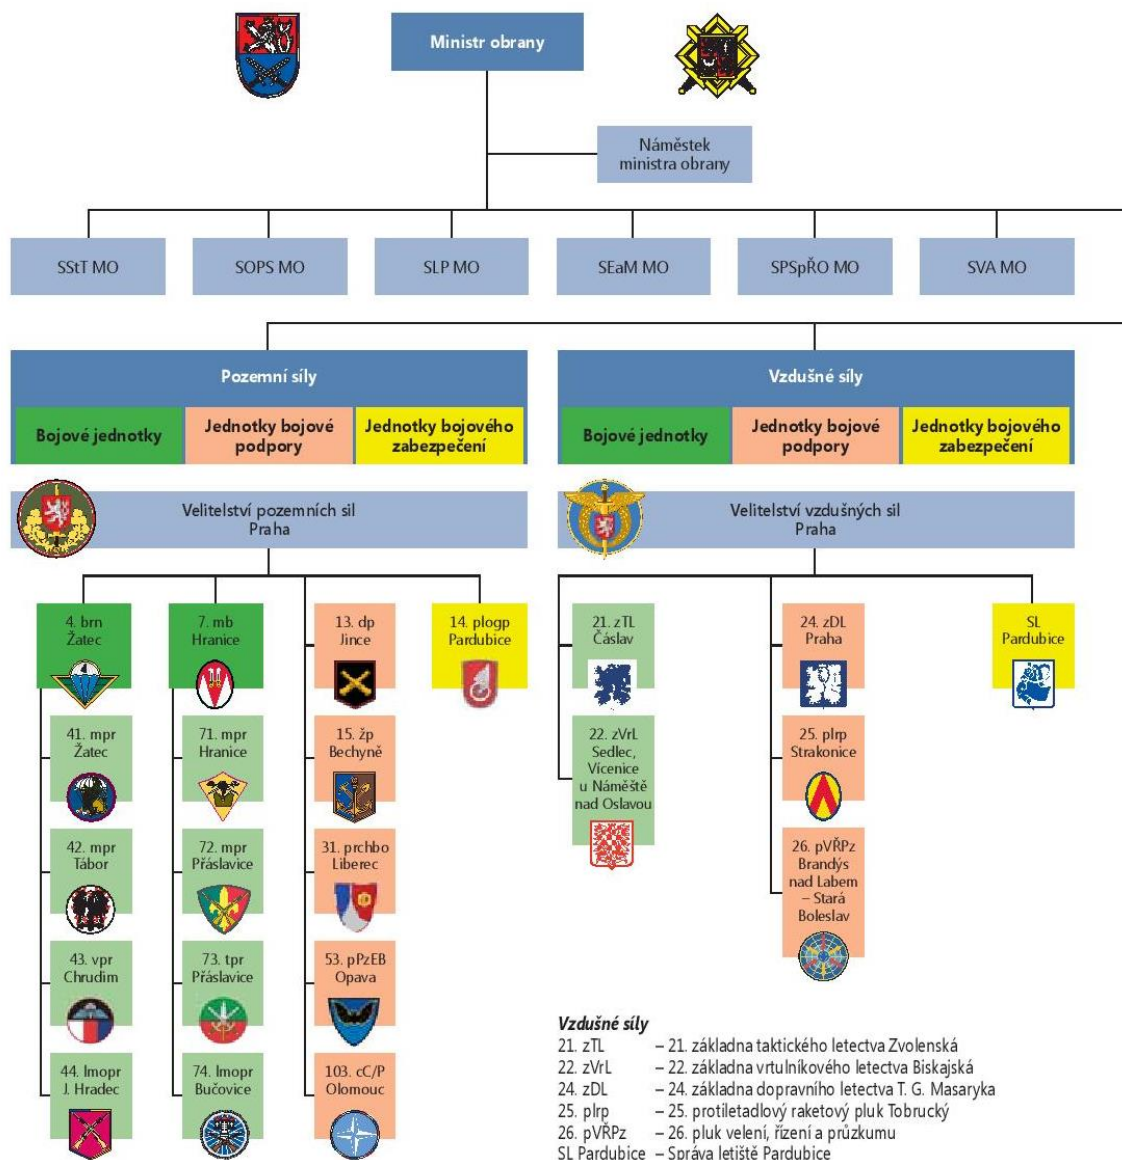 Ministr obrany
Náměstek
ministra obrany
SStT MO
SOPS MO
SLP MO
SEaM MO
SPSpŘO MO
SVA MO
Pozemní síly
Bojové jednotky
Jednotky bojové
podpory
Jednotky bojového
zabezpečení
Vzdušné síly
Bojové jednotky
Jednotky bojové
podpory
Jednotky bojového
zabezpečení
Velitelství pozemních sil
Praha
Velitelství vzdušných sil
Praha
4. brn
Žatec
7. mb
Hranice
13. dp
Jince
14. plogp
Pardubice
21. zTL
Čáslav
24. zDL
Praha
SL
Pardubice
41. mpr
Žatec
71. mpr
Hranice
15. žp
Bechyně
22. zVrL
Sedlec,
Vícenice
u Náměště
nad Oslavou
25. plrp
Strakonice
42. mpr
Tábor
72. mpr
Přáslavice
31. prchbo
Liberec
26. pVŘPz
Brandýs
nad Labem
– Stará
Boleslav
43. vpr
Chrudim
73. tpr
Přáslavice
53. pPzEB
Opava
44. lmopr
J. Hradec
74. lmopr
Bučovice
103. cC/P
Olomouc
Vzdušné síly
21. zTL – 21. základna taktického letectva Zvolenská
22. zVrL – 22. základna vrtulníkového letectva Biskajská
24. zDL – 24. základna dopravního letectva T. G. Masaryka
25. plrp – 25. protiletadlový raketový pluk Tobrucký
26. pVŘPz – 26. pluk velení, řízení a průzkumu
SL Pardubice – Správa letiště Pardubice